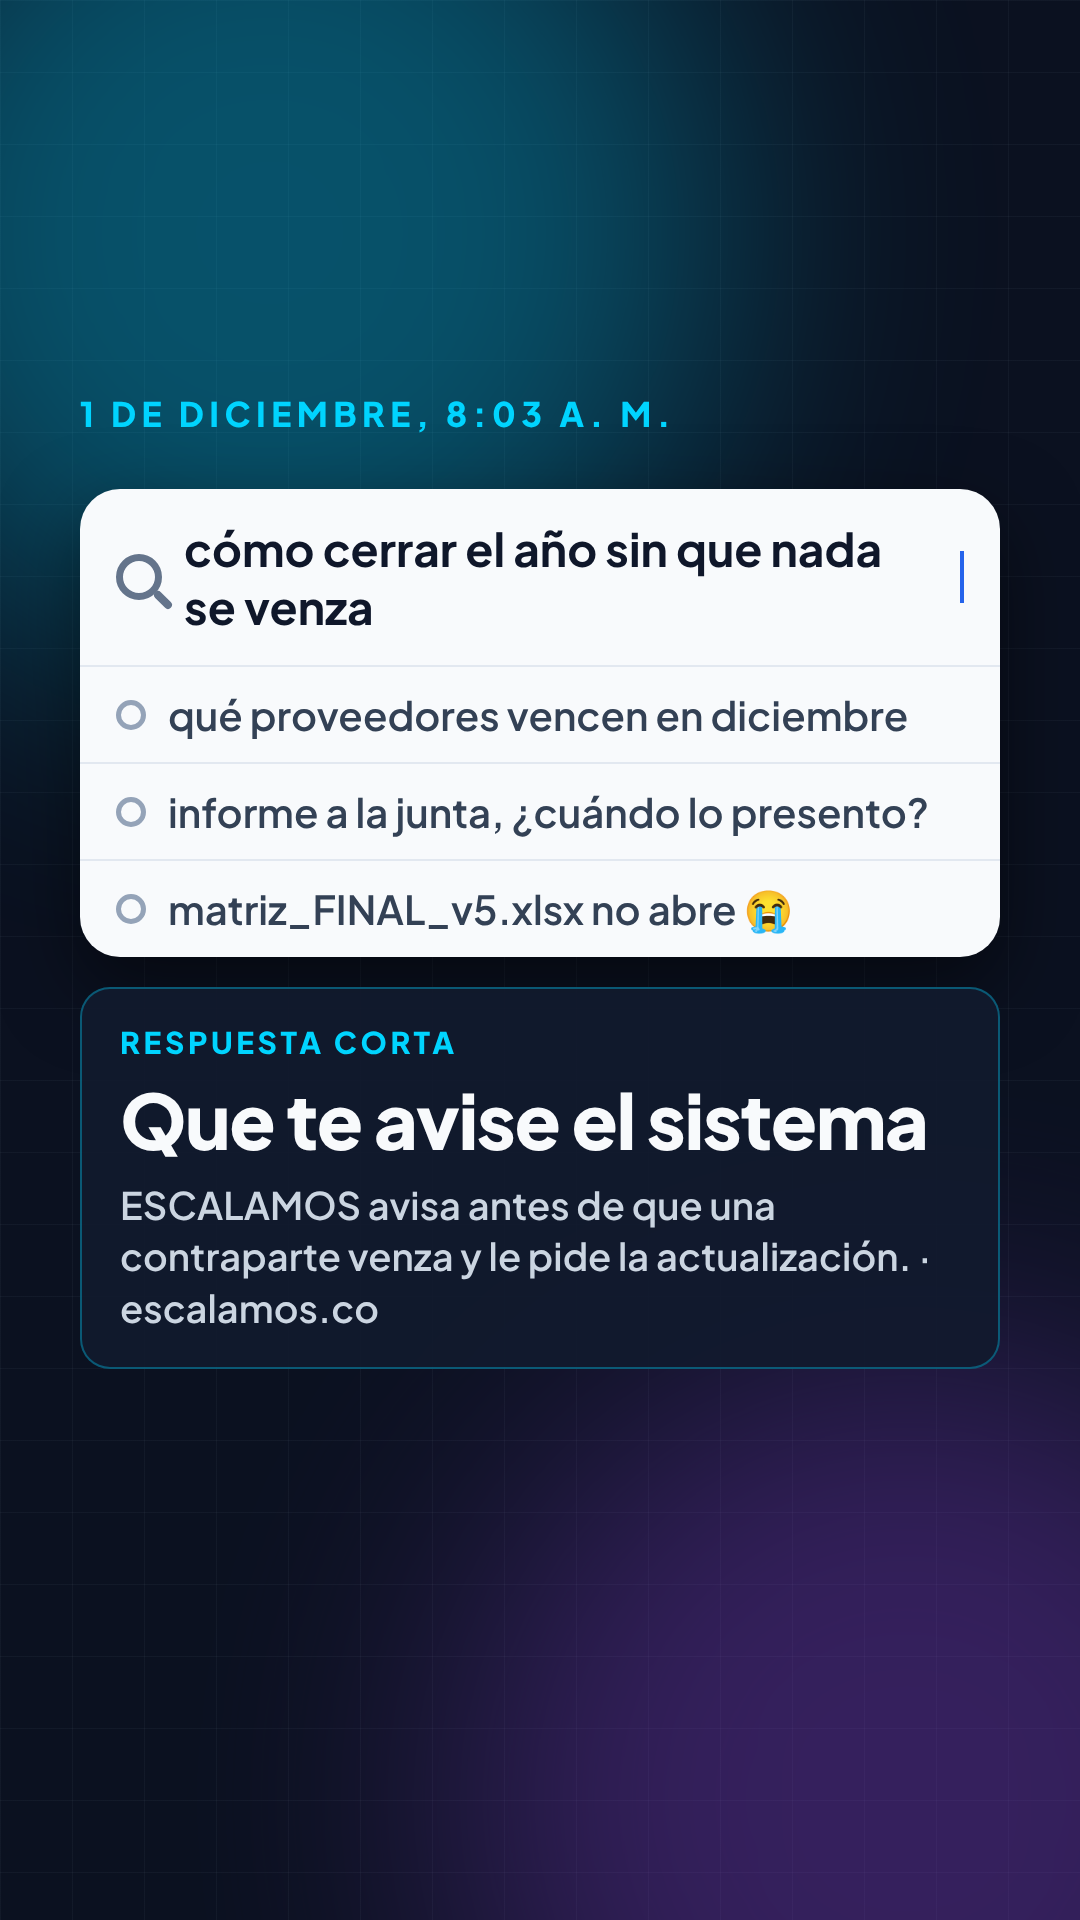 1 DE DICIEMBRE, 8:03 A. M.
cómo cerrar el año sin que nada
se venza
qué proveedores vencen en diciembre
informe a la junta, ¿cuándo lo presento?
matriz_FINAL_v5.xlsx no abre 😭
RESPUESTA CORTA
Que te avise el sistema
ESCALAMOS avisa antes de que una
contraparte venza y le pide la actualización. ·
escalamos.co